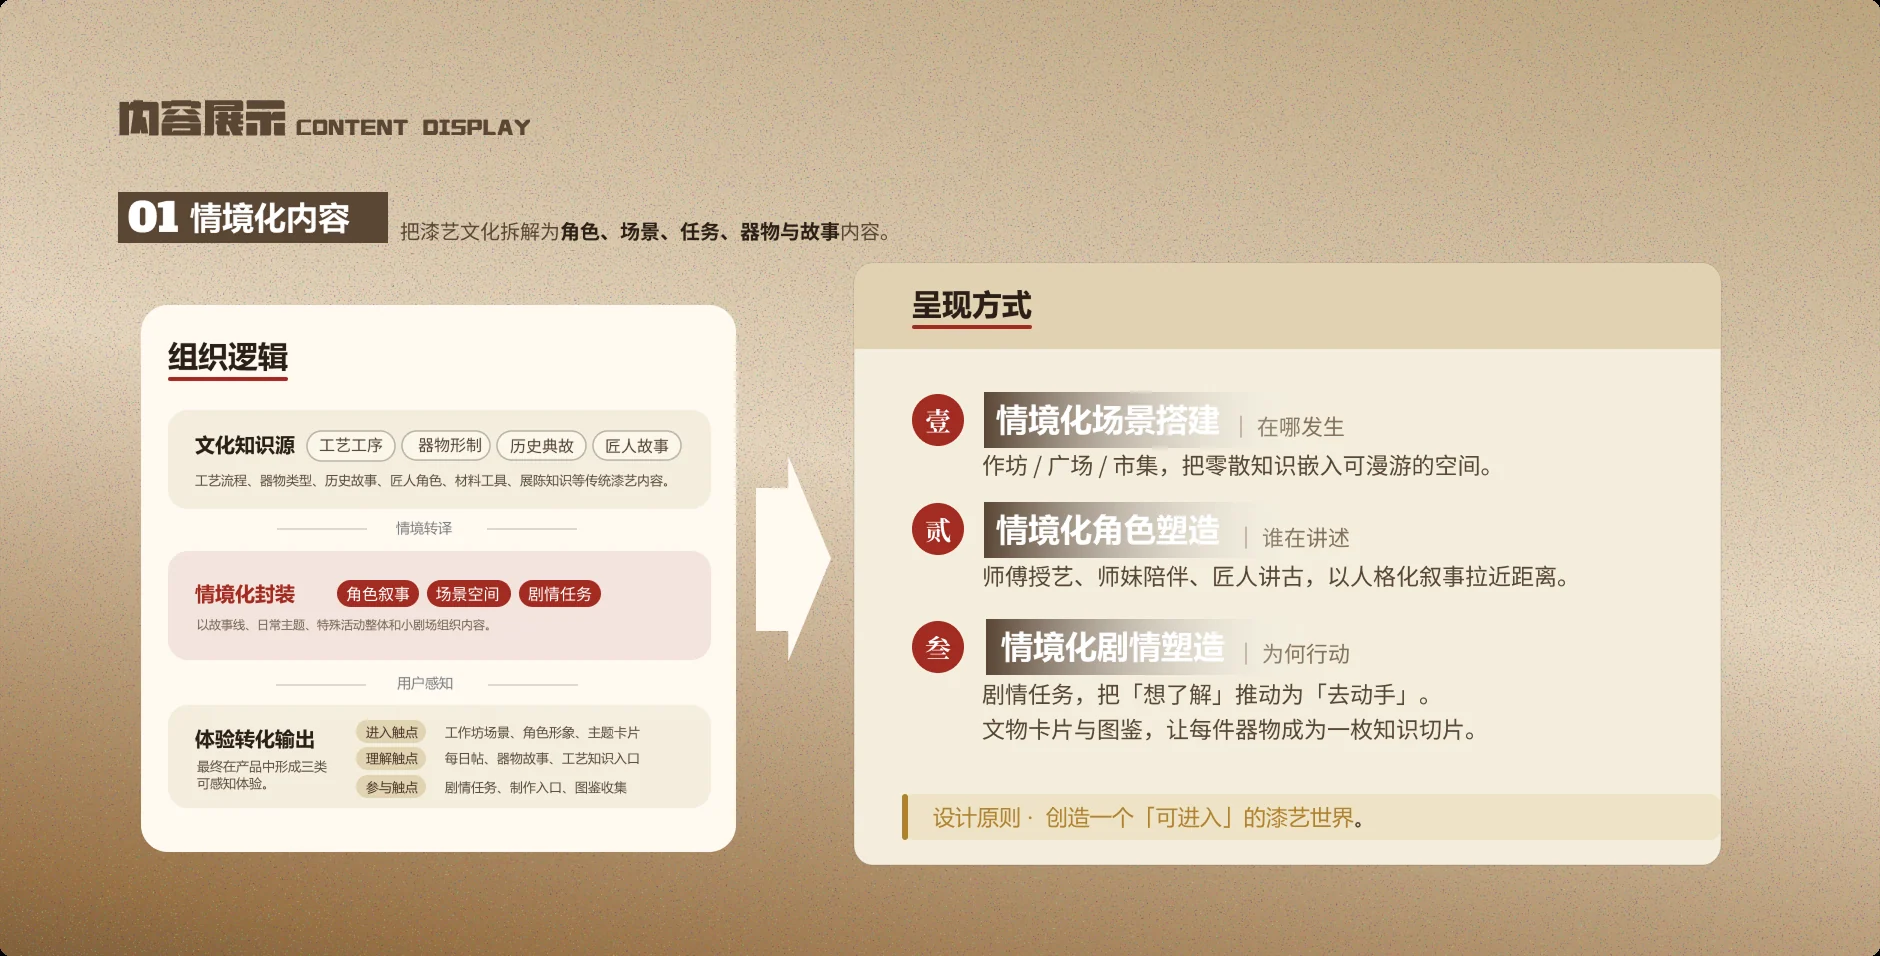 内容展示 CONTENT DISPLAY
01 情境化内容
把漆艺文化拆解为角色、场景、任务、器物与故事内容。
组织逻辑
文化知识源 工艺工序 器物形制 历史典故 匠人故事
工艺流程、器物类型、历史故事、匠人角色、材料工具、展陈知识等传统漆艺内容。
情境转译
情境化封装 角色叙事 场景空间 剧情任务
以故事线、日常主题、特殊活动整体和小剧场组织内容。
用户感知
体验转化输出
最终在产品中形成三类
可感知体验。
进入触点 工作坊场景、角色形象、主题卡片
理解触点 每日帖、器物故事、工艺知识入口
参与触点 剧情任务、制作入口、图鉴收集
呈现方式
壹 情境化场景搭建 | 在哪发生
作坊 / 广场 / 市集，把零散知识嵌入可漫游的空间。
贰 情境化角色塑造 | 谁在讲述
师傅授艺、师妹陪伴、匠人讲古，以人格化叙事拉近距离。
叁 情境化剧情塑造 | 为何行动
剧情任务，把「想了解」推动为「去动手」。
文物卡片与图鉴，让每件器物成为一枚知识切片。
设计原则 · 创造一个「可进入」的漆艺世界。